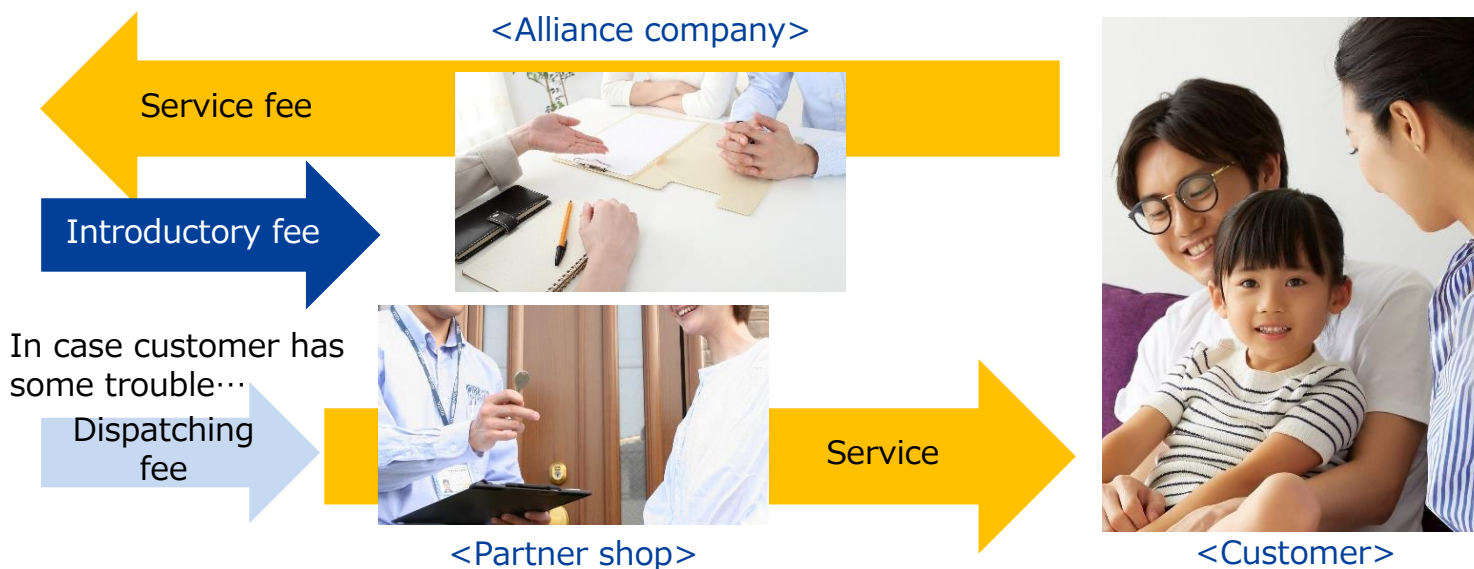 <Alliance company>
Service fee
Introductory fee
In case customer has
some trouble…
Dispatching
fee
Service
<Partner shop>
<Customer>